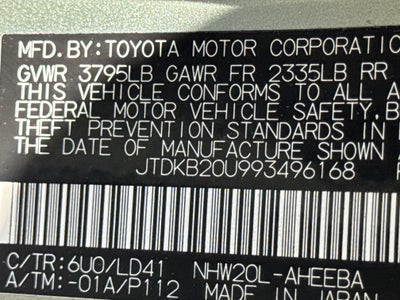 MFD.BY:TOYOTA MOTOR CORPORATION
GVWR 3795LB GAWR FR 2335LB RR
THIS VEHICLE CONFORMS TO ALL A
FEDERAL MOTOR VEHICLE SAFETY, B
THEFT PREVENTION STANDARDS IN
THE DATE OF MANUFACTURE SHOWN
JTDKB20U993496168
C/TR:6U0/LD41 NHW20L-AHEEBA
A/TM:-01A/P112 MADE IN JAPAN